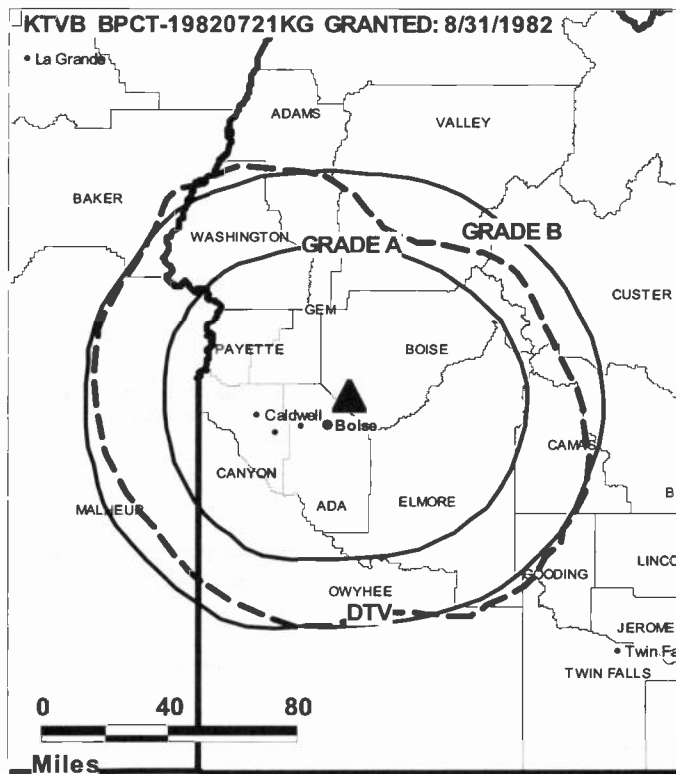 KTVB BPCT-19820721KG GRANTED: 8/31/1982
La Grande
ADAMS
VALLEY
BAKER
WASHINGTON
GRADE A
GRADE B
CUSTER
GEM
PAYETTE
BOISE
Caldwell
Boise
CAMAS
CANYON
ADA
ELMORE
MALHEUR
B
LINCO
GOODING
OWYHEE
DTV
JEROME
Twin Fa
TWIN FALLS
0 40 80
Miles